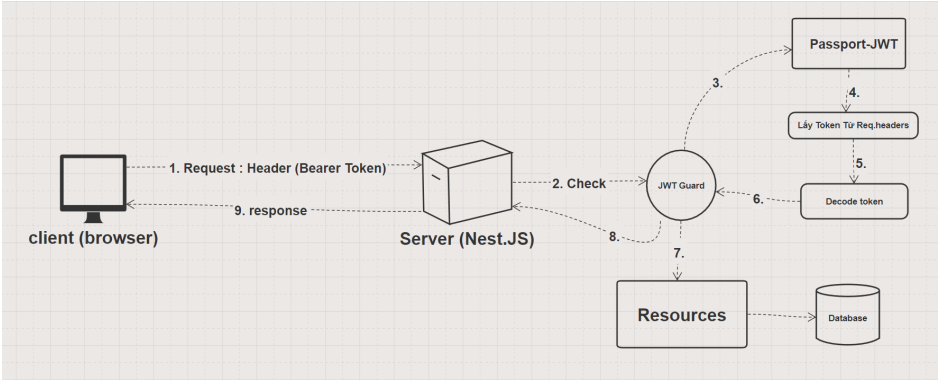 Passport-JWT
3.
4.
Lấy Token Từ Req.headers
1. Request : Header (Bearer Token)
5.
2. Check
JWT Guard
6.
Decode token
9. response
client (browser)
Server (Nest.JS)
8.
7.
Resources
Database